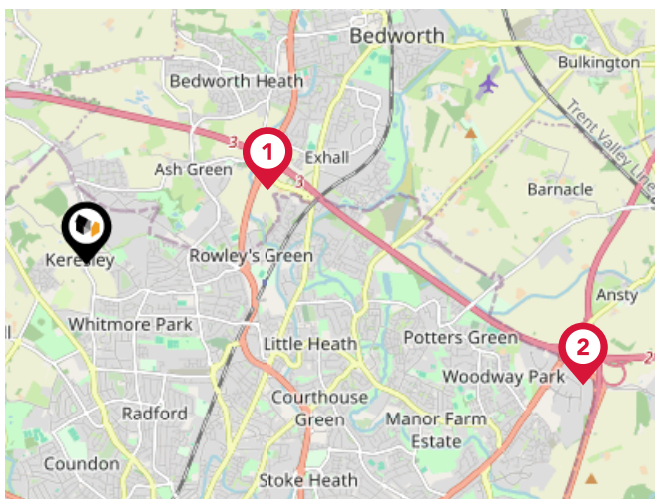 Bedworth
Bulkington
Bedworth Heath
3
1
Exhall
Trent Valley Line
Ash Green
3
Barnacle
Keresley
Rowley's Green
Ansty
Whitmore Park
Little Heath
Potters Green
2
2
Woodway Park
Courthouse
Green
Radford
Manor Farm
Estate
Coundon
Stoke Heath